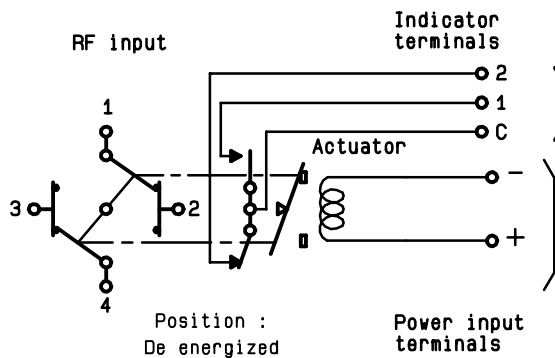 Indicator
terminals
RF input
2
1
C
1
Actuator
-
3
2
+
4
Position :
De energized
Power input
terminals